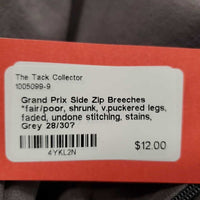 The Tack Collector
1005099-9
Grand Prix Side Zip Breeches
*fair/poor, shrunk, v.puckered legs,
faded, undone stitching, stains,
Grey 28/30?
4YKL2N
$12.00